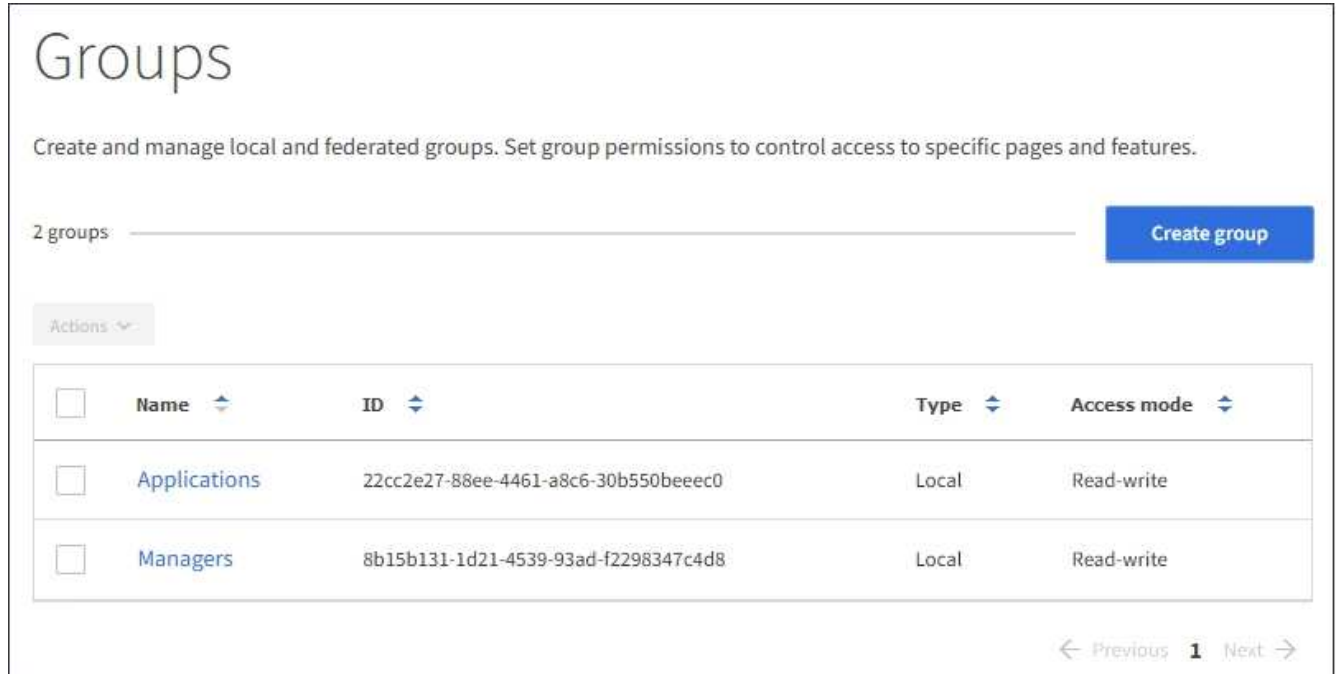 Groups
Create and manage local and federated groups. Set group permissions to control access to specific pages and features.
2 groups Create group
Actions
Name ID Type Access mode
Applications 22cc2e27-88ee-4461-a8c6-30b550beeec0 Local Read-write
Managers 8b15b131-1d21-4539-93ad-f2298347c4d8 Local Read-write
← Previous 1 Next →